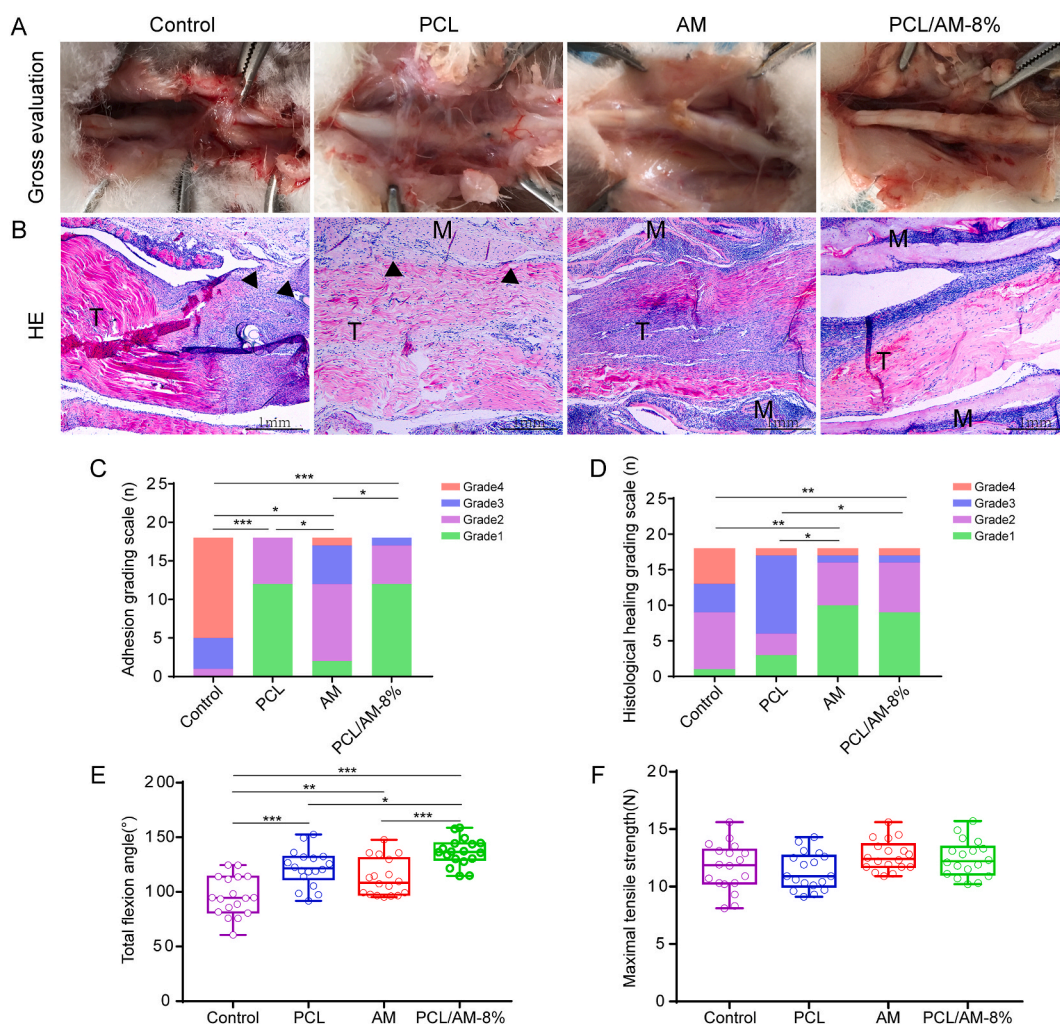 A
Control
PCL
AM
PCL/AM-8%
Gross evaluation
B
HE
T
1mm
M
T
1mm
M
T
M
1mm
M
T
M
1mm
C
Adhesion grading scale (n)
25
20
15
10
5
0
***
*
*
***
*
Grade4
Grade3
Grade2
Grade1
Control
PCL
AM
PCL/AM-8%
D
Histological healing grading scale (n)
25
20
15
10
5
0
**
*
**
*
Grade4
Grade3
Grade2
Grade1
Control
PCL
AM
PCL/AM-8%
E
Total flexion angle(°)
200
150
100
50
0
***
**
*
***
***
Control
PCL
AM
PCL/AM-8%
F
Maximal tensile strength(N)
20
15
10
5
0
Control
PCL
AM
PCL/AM-8%